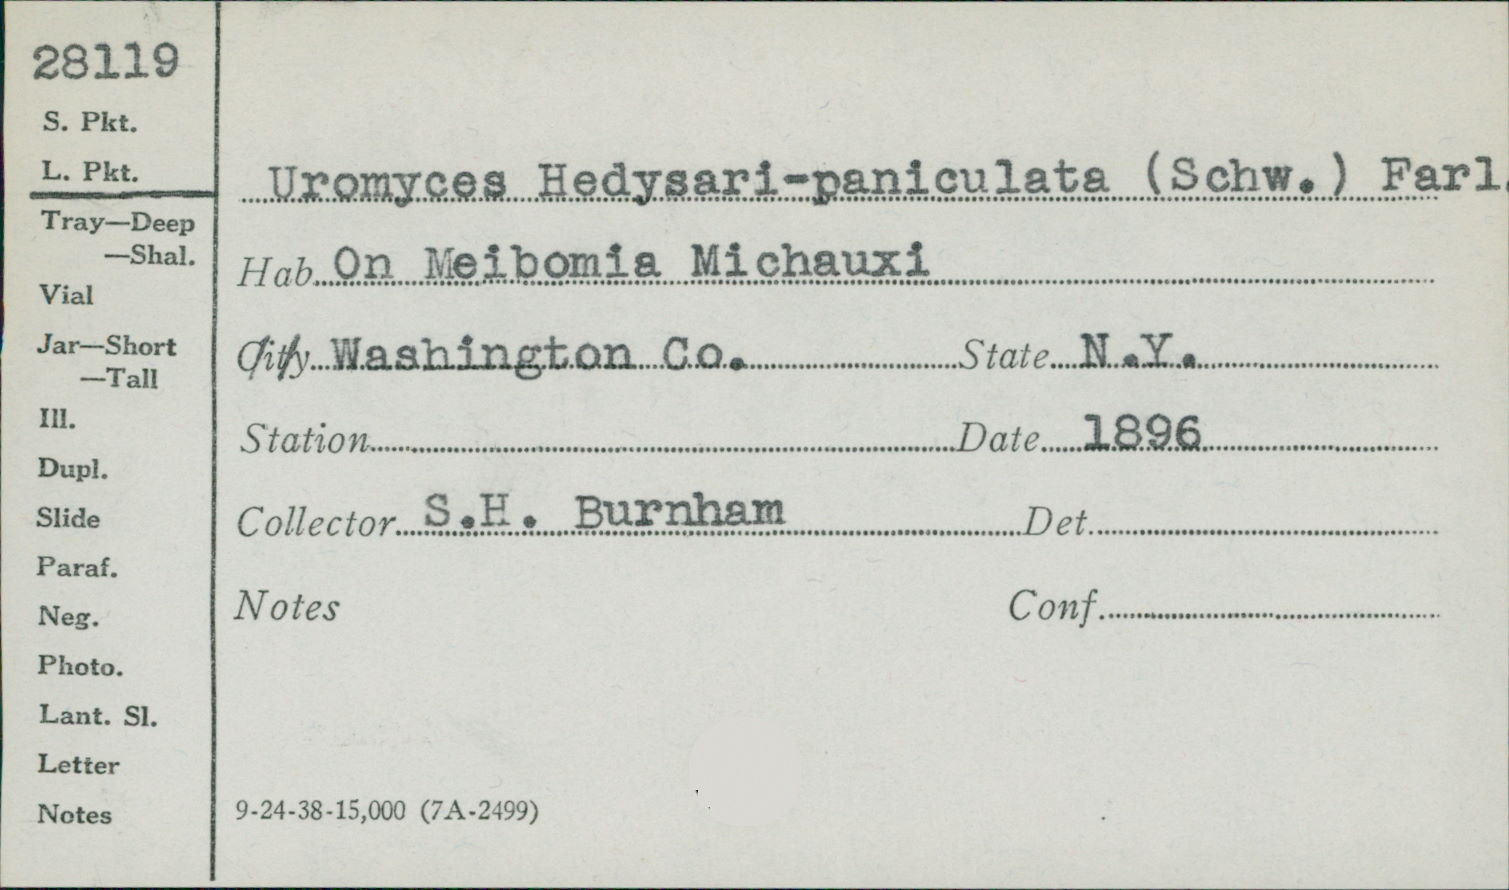 28119
S. Pkt.
L. Pkt.
Tray—Deep
—Shal.
Vial
Jar—Short
—Tall
Ill.
Dupl.
Slide
Paraf.
Neg.
Photo.
Lant. Sl.
Letter
Notes
Uromyces Hedysari-paniculata (Schw.) Farl.
Hab. On Meibomia Michauxi
City Washington Co. State N.Y.
Station Date 1896
Collector S.H. Burnham Det.
Notes Conf.
9-24-38-15,000 (7A-2499)